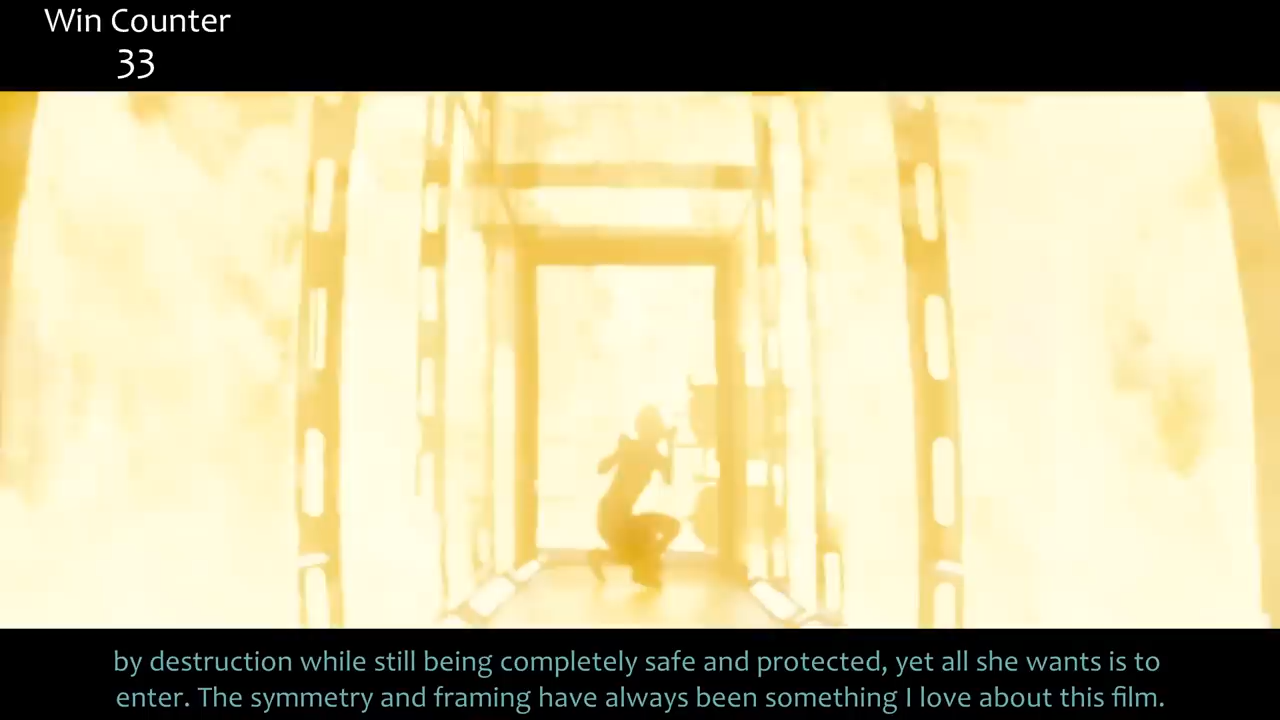 Win Counter
33
by destruction while still being completely safe and protected, yet all she wants is to
enter. The symmetry and framing have always been something I love about this film.